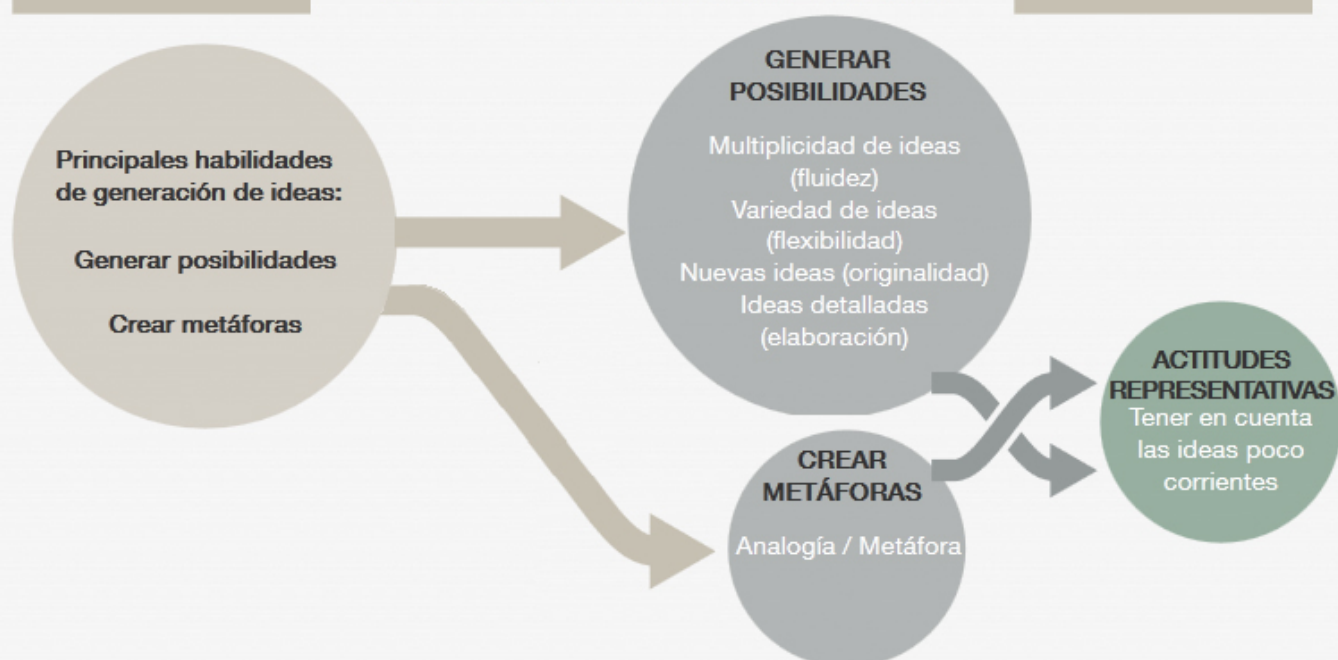 Principales habilidades
de generación de ideas:
Generar posibilidades
Crear metáforas
GENERAR
POSIBILIDADES
Multiplicidad de ideas
(fluidez)
Variedad de ideas
(flexibilidad)
Nuevas ideas (originalidad)
Ideas detalladas
(elaboración)
CREAR
METÁFORAS
Analogía / Metáfora
ACTITUDES
REPRESENTATIVAS
Tener en cuenta
las ideas poco
corrientes